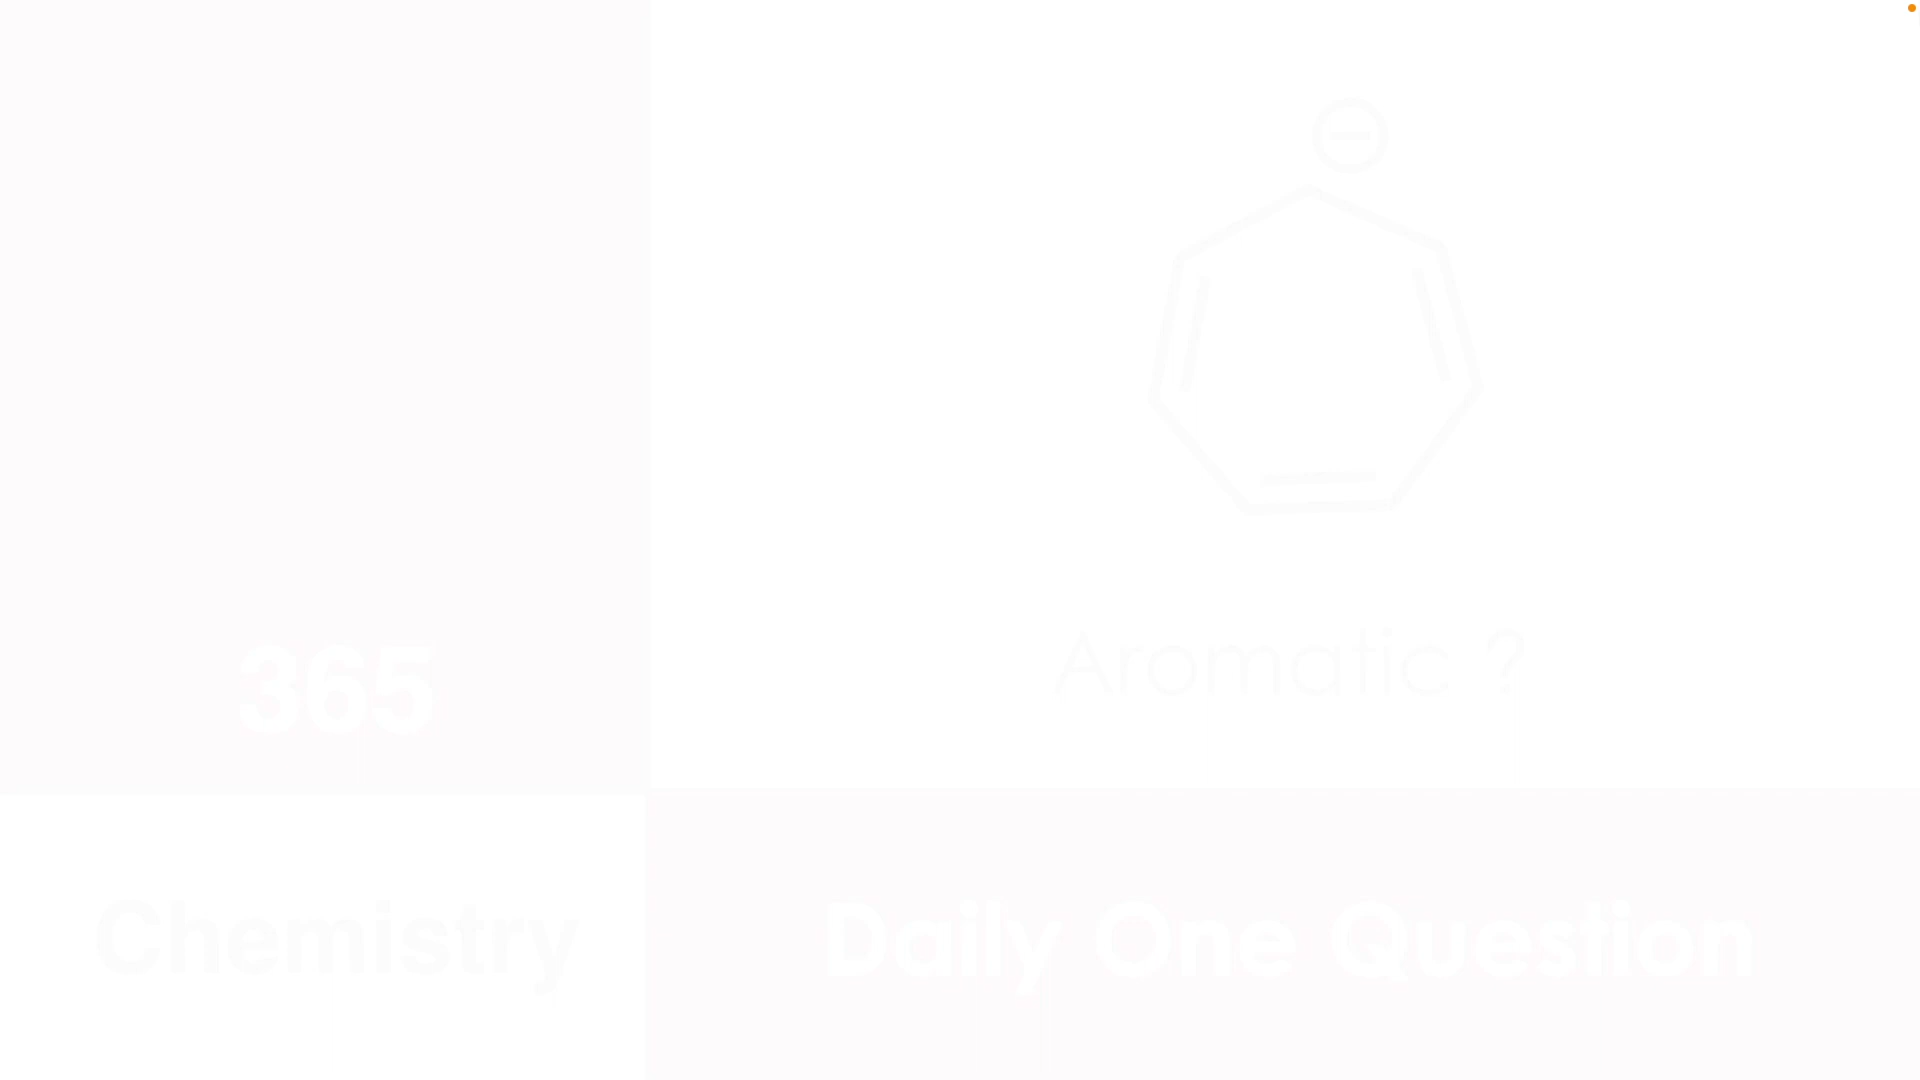 ⊖
Aromatic ?
365
Chemistry
Daily One Question